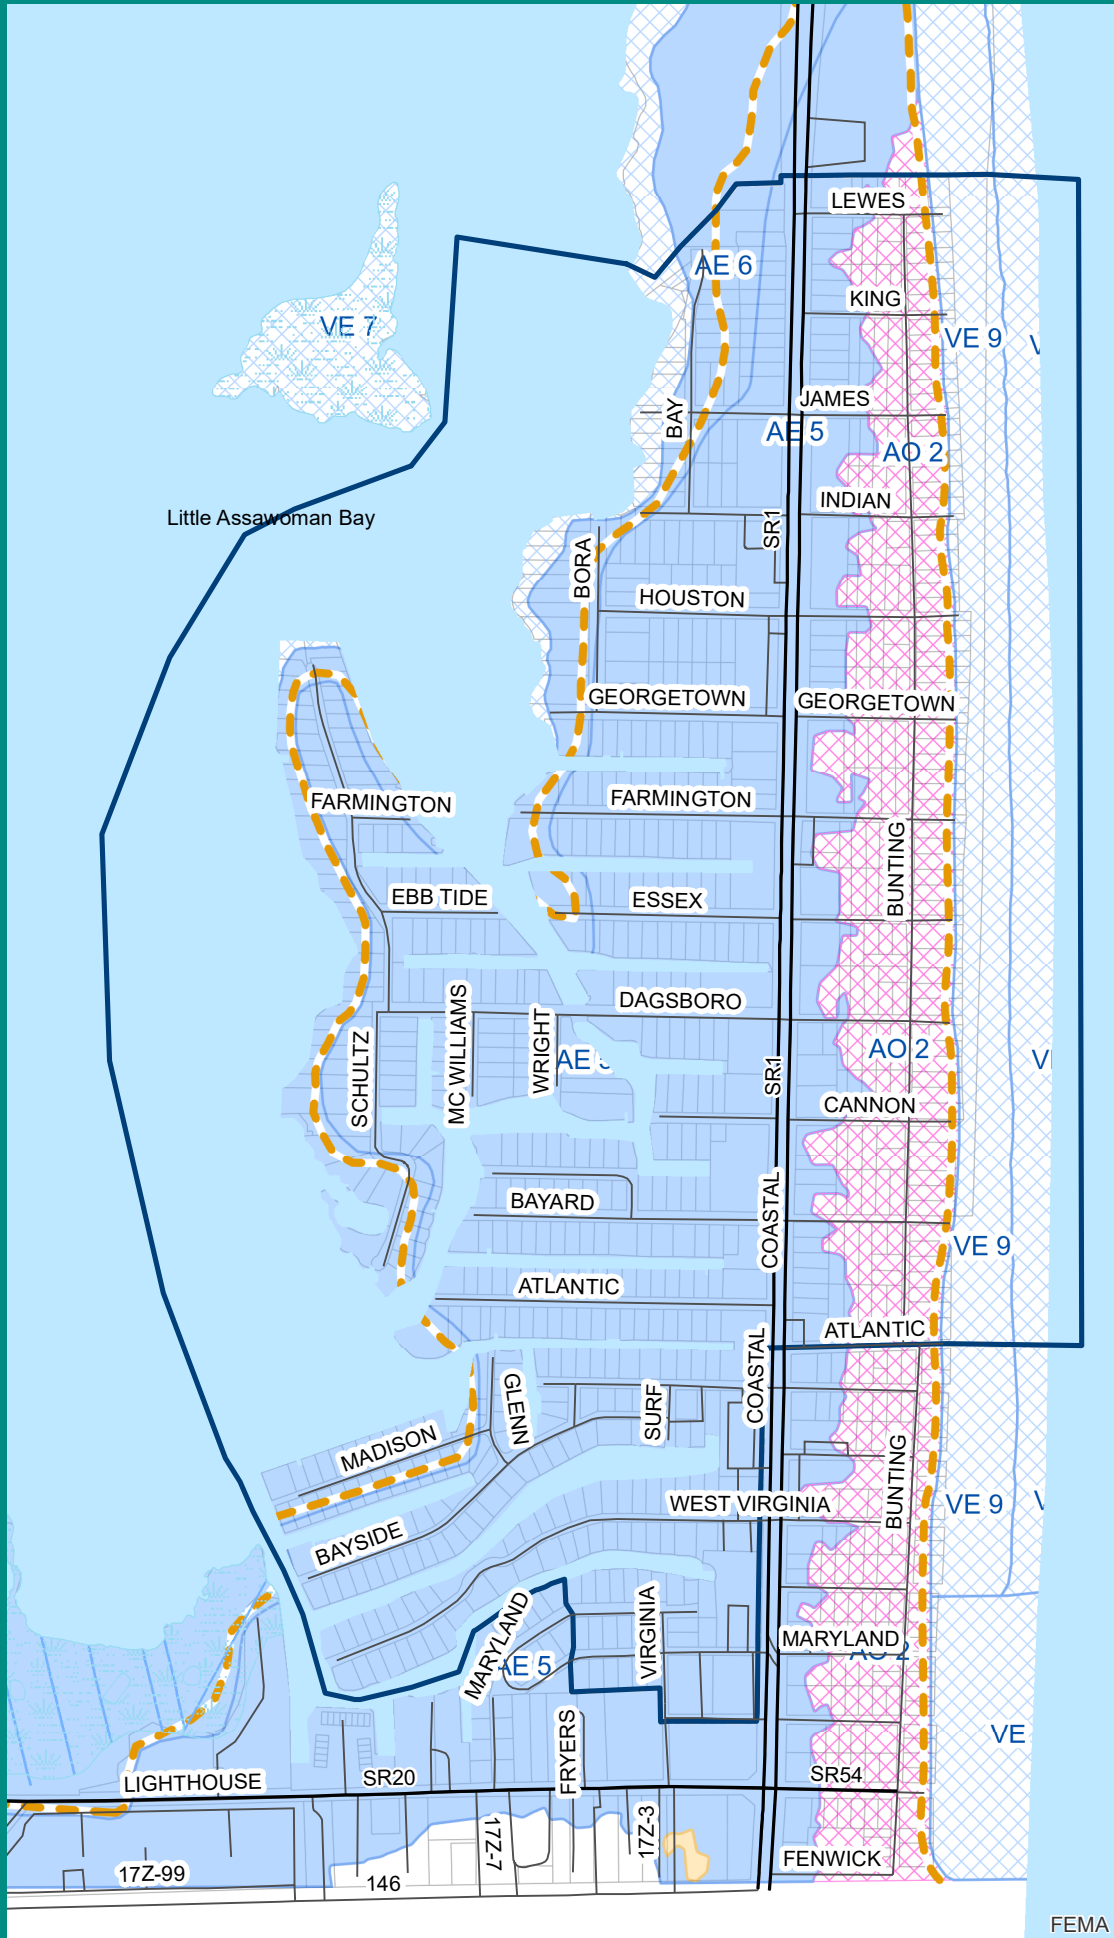 LEWES
AE 6
KING
VE 7
VE 9
JAMES
BAY
AE 5
AO 2
INDIAN
Little Assawoman Bay
SR1
BORA
HOUSTON
GEORGETOWN
GEORGETOWN
FARMINGTON
FARMINGTON
BUNTING
EBB TIDE
ESSEX
DAGSBORO
MC WILLIAMS
WRIGHT
SCHULTZ
AO 2
SR1
CANNON
BAYARD
COASTAL
VE 9
ATLANTIC
ATLANTIC
COASTAL
GLENN
SURF
MADISON
BUNTING
WEST VIRGINIA
VE 9
BAYSIDE
MARYLAND
VIRGINIA
MARYLAND
AO 2
AE 5
VE
FRYERS
LIGHTHOUSE
SR20
SR54
17Z-7
17Z-3
FENWICK
17Z-99
146
FEMA